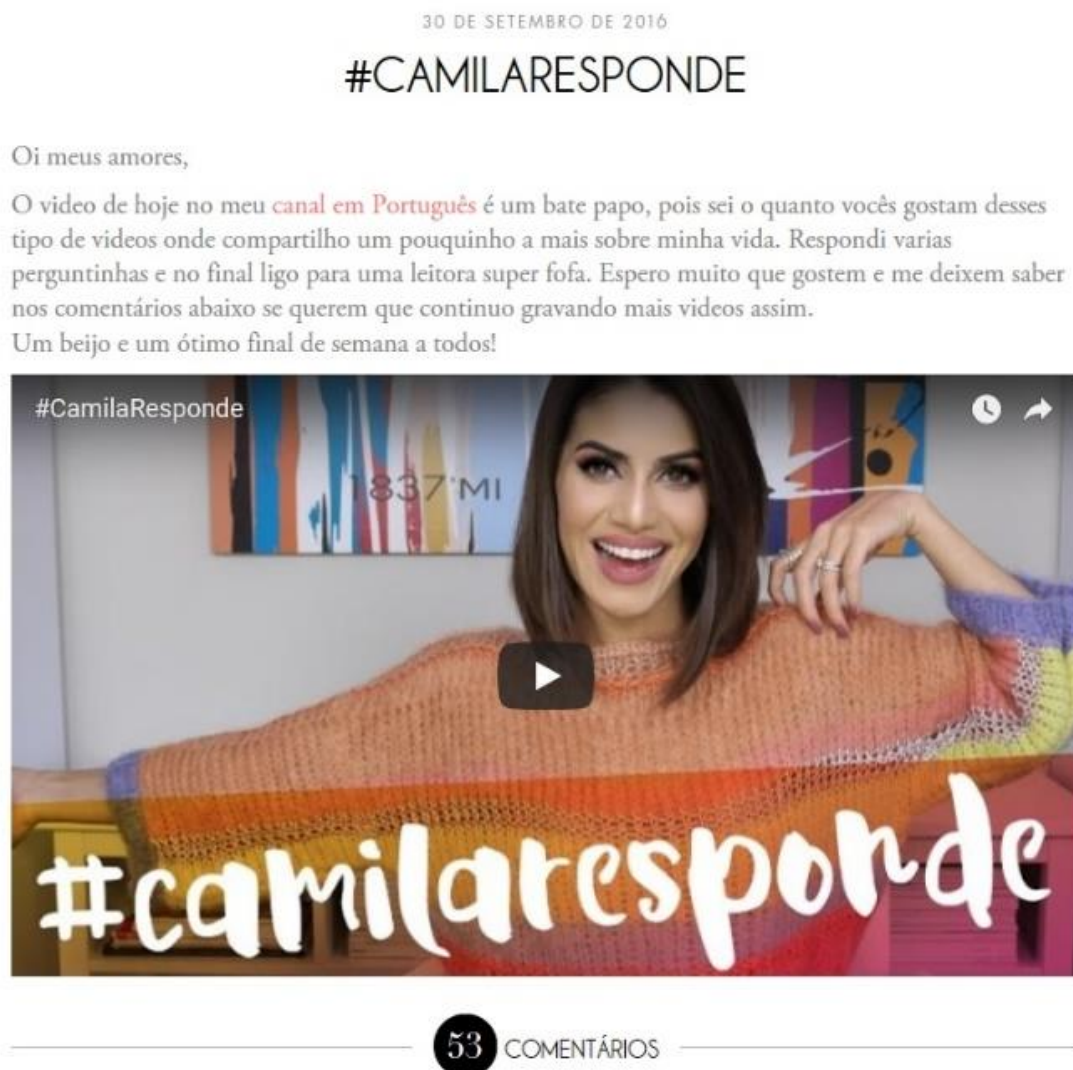 30 DE SETEMBRO DE 2016
#CAMILARESPONDE
Oi meus amores,
O video de hoje no meu canal em Português é um bate papo, pois sei o quanto vocês gostam desses
tipo de videos onde compartilho um pouquinho a mais sobre minha vida. Respondi varias
perguntinhas e no final ligo para uma leitora super fofa. Espero muito que gostem e me deixem saber
nos comentários abaixo se querem que continuo gravando mais videos assim.
Um beijo e um ótimo final de semana a todos!
#CamilaResponde
1837 MI
#camilaresponde
53 COMENTÁRIOS